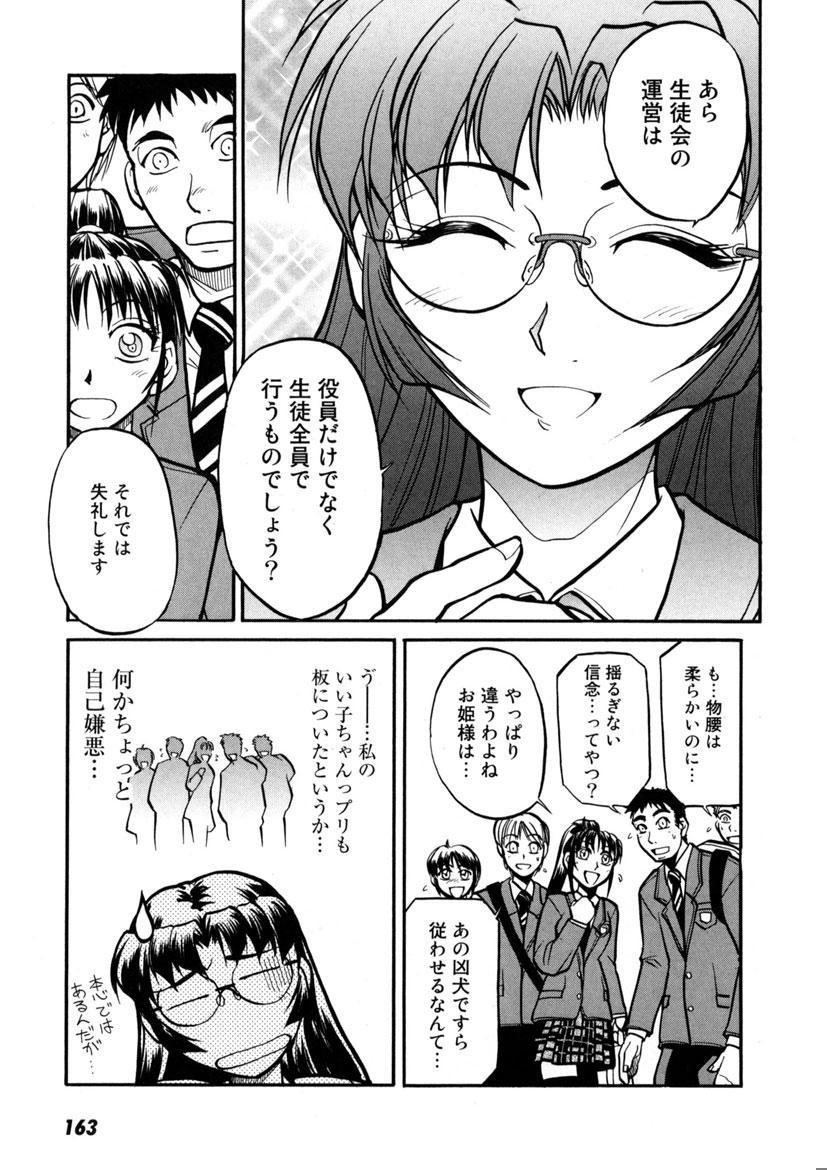 あら
生徒会の
運営は
役員だけでなく
生徒全員で
行うものでしょう？
それでは
失礼します
も…物腰は
柔らかいのに…
揺るぎない
信念…ってやつ？
やっぱり
違うわよね
お姫様は…
あの凶犬ですら
従わせるなんて…
う゛──…私の
いい子ちゃんっプリも
板についたというか…
何かちょっと
自己嫌悪…
本心では
あるんだが…
163